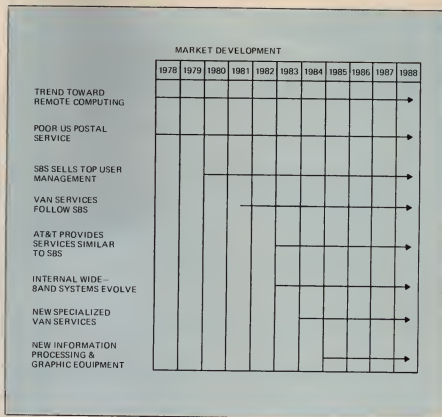 MARKET DEVELOPMENT
1978 1979 1980 1981 1982 1983 1984 1985 1986 1987 1988
TREND TOWARD
REMOTE COMPUTING
POOR US POSTAL
SERVICE
SBS SELLS TOP USER
MANAGEMENT
VAN SERVICES
FOLLOW SBS
AT&T PROVIDES
SERVICES SIMILAR
TO SBS
INTERNAL WIDE-
BAND SYSTEMS EVOLVE
NEW SPECIALIZED
VAN SERVICES
NEW INFORMATION
PROCESSING &
GRAPHIC EQUIPMENT